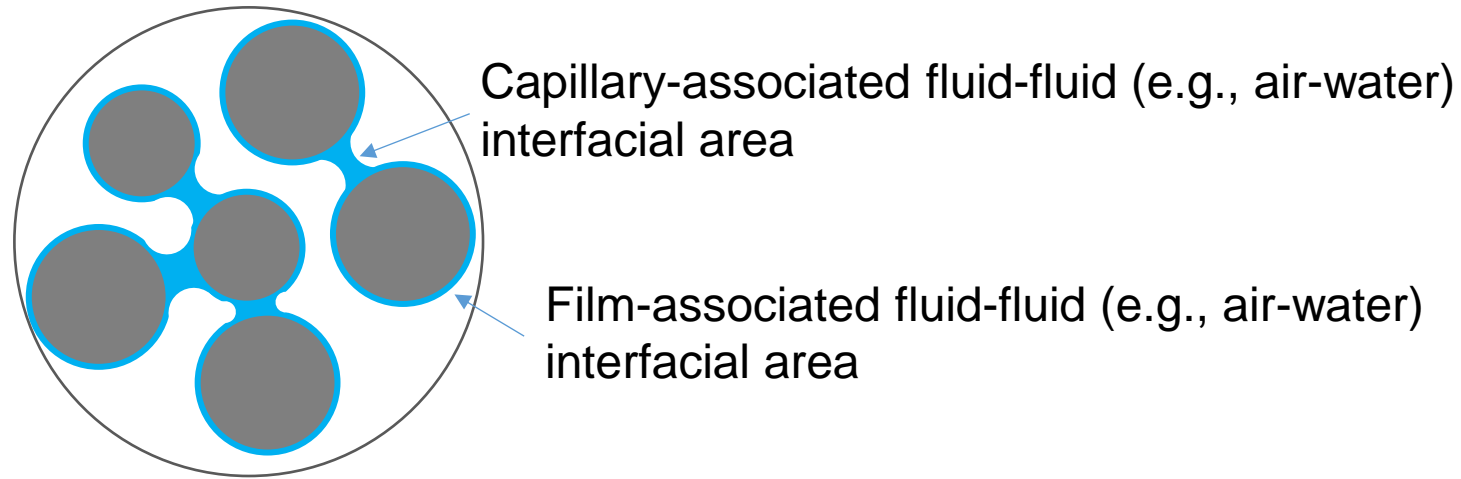 Capillary-associated fluid-fluid (e.g., air-water)
interfacial area
Film-associated fluid-fluid (e.g., air-water)
interfacial area